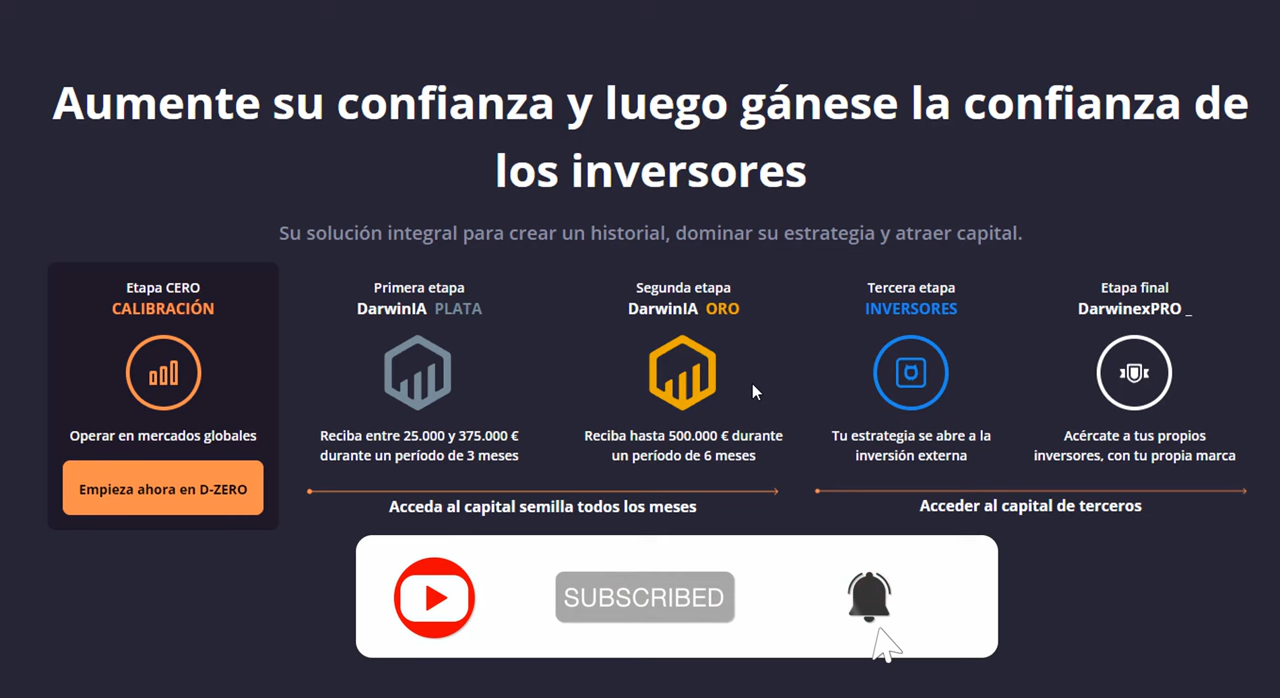 Aumente su confianza y luego gánese la confianza de
los inversores
Su solución integral para crear un historial, dominar su estrategia y atraer capital.
Etapa CERO
CALIBRACIÓN
Operar en mercados globales
Empieza ahora en D-ZERO
Primera etapa
DarwinIA PLATA
Reciba entre 25.000 y 375.000 €
durante un período de 3 meses
Segunda etapa
DarwinIA ORO
Reciba hasta 500.000 € durante
un período de 6 meses
Acceda al capital semilla todos los meses
Tercera etapa
INVERSORES
Tu estrategia se abre a la
inversión externa
Etapa final
DarwinexPRO _
Acércate a tus propios
inversores, con tu propia marca
Acceder al capital de terceros
SUBSCRIBED